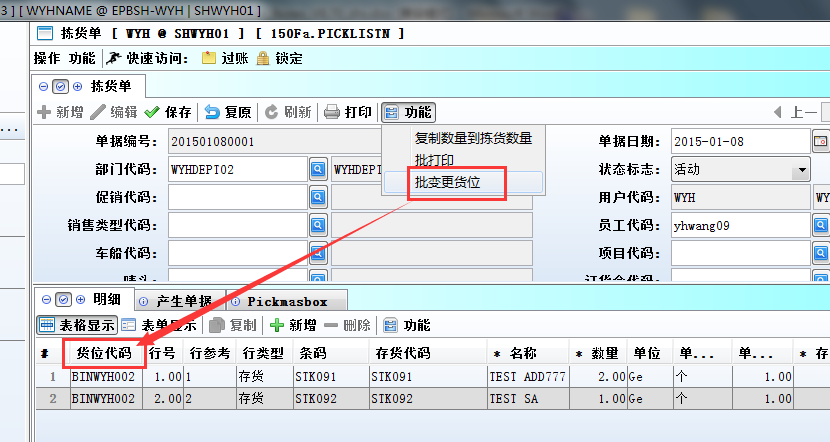 3 ] [ WYHNAME @ EPBSH-WYH | SHWYH01 ]
拣货单 [ WYH @ SHWYH01 ] [ 150Fa.PICKLISTN ]
操作 功能 快速访问: 过账 锁定
拣货单
新增 编辑 保存 复原 刷新 打印 功能 上一
单据编号: 201501080001 复制数量到拣货数量 单据日期: 2015-01-08
部门代码: WYHDEPT02 WYHDEPT 批打印 状态标志: 活动
批变更货位
促销代码: 用户代码: WYH WY
销售类型代码: 员工代码: yhwang09
车船代码: 项目代码:
唛头 订货会代码:
明细 产生单据 Pickmasbox
表格显示 表单显示 复制 新增 删除 功能
# 货位代码 行号 行参考 行类型 条码 存货代码 * 名称 * 数量 单位 单... 单... * 存
1 BINWYH002 1.00 1 存货 STK091 STK091 TEST ADD777 2.00 Ge 个 1.00
2 BINWYH002 2.00 2 存货 STK092 STK092 TEST SA 1.00 Ge 个 1.00